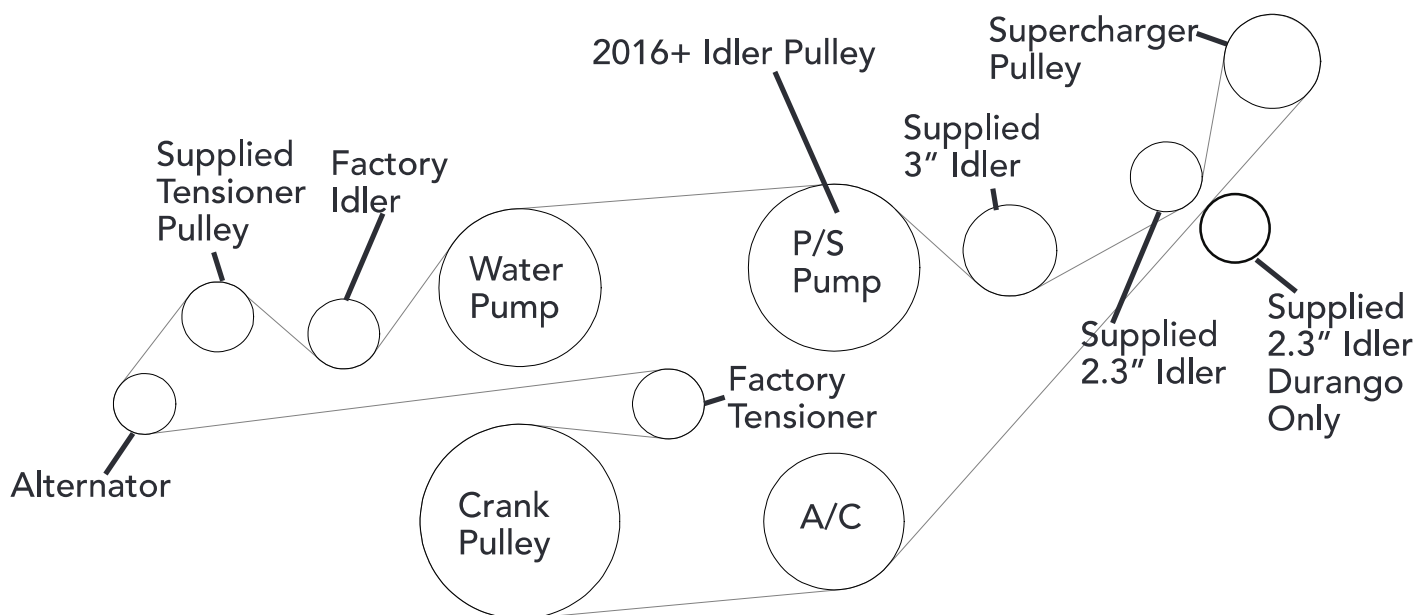 2016+ Idler Pulley
Supercharger
Pulley
Supplied
3” Idler
Supplied
Tensioner
Pulley
Factory
Idler
Water
Pump
P/S
Pump
Supplied
2.3” Idler
Supplied
2.3” Idler
Durango
Only
Factory
Tensioner
Alternator
Crank
Pulley
A/C